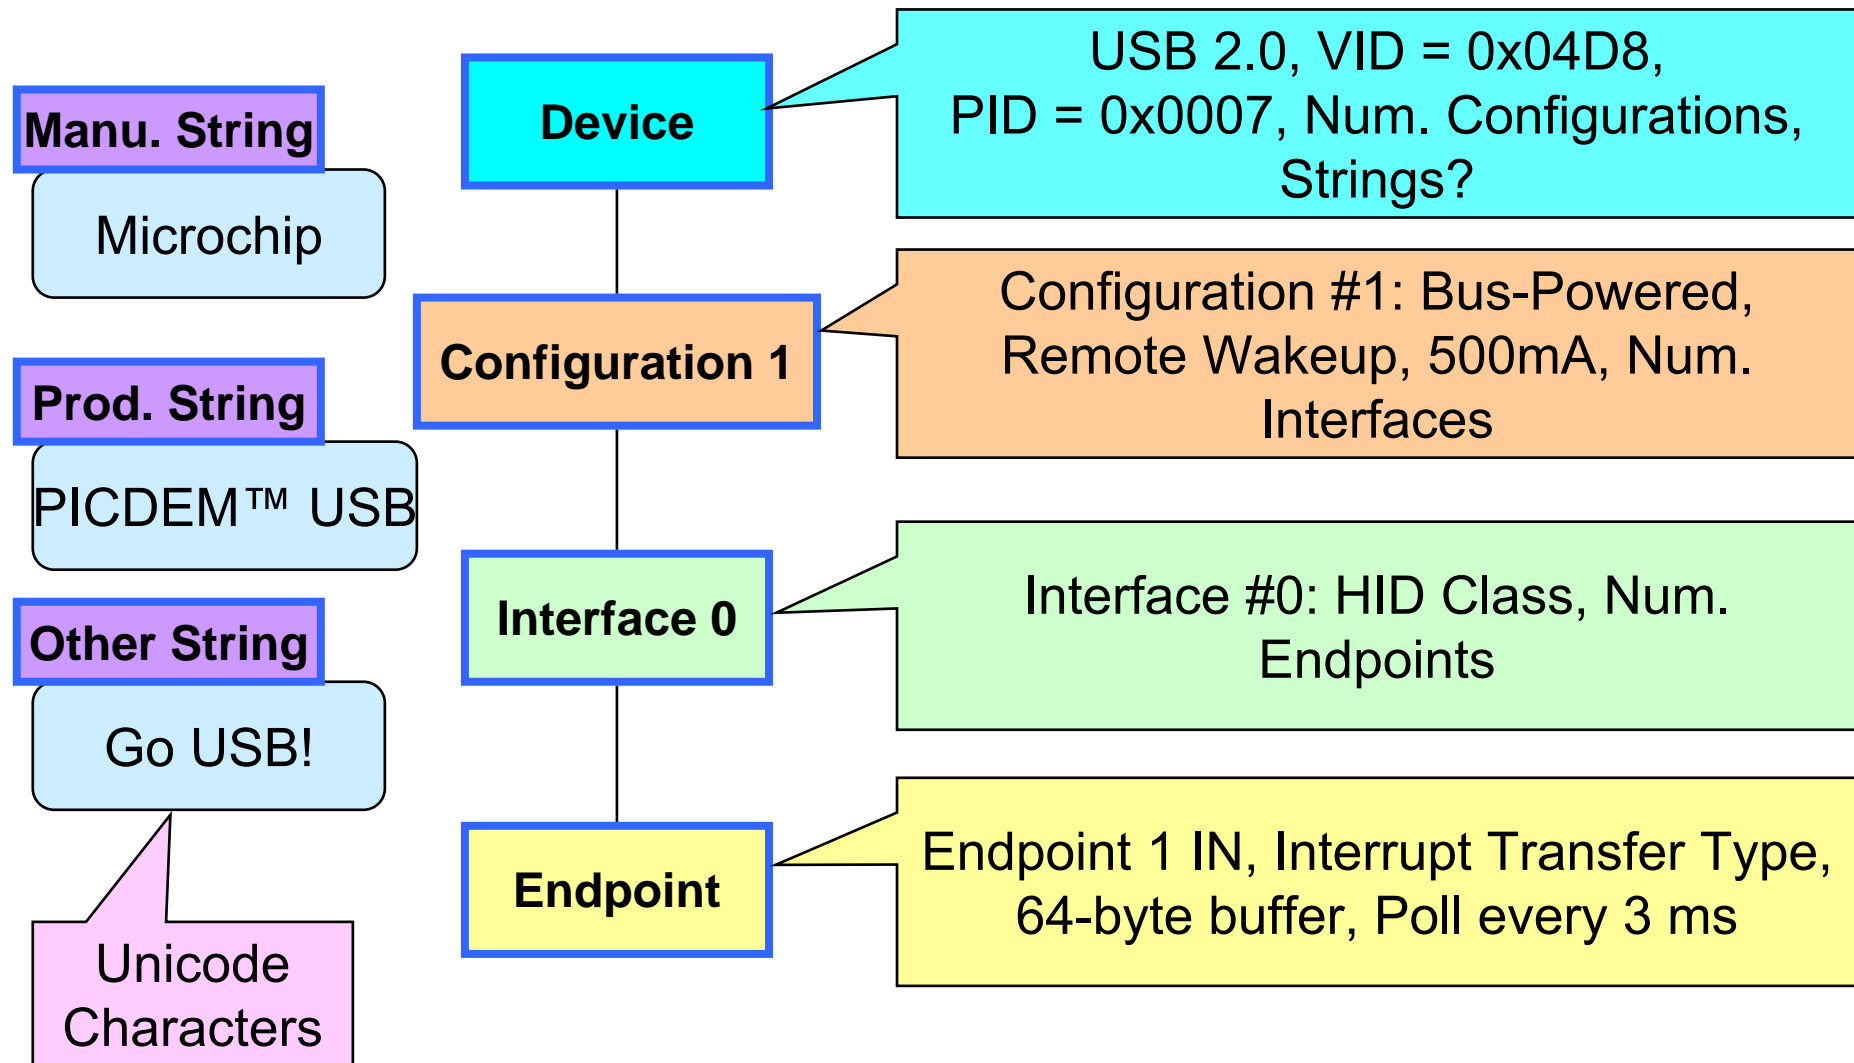 Manu. String
Microchip
Prod. String
PICDEM™ USB
Other String
Go USB!
Unicode
Characters
Device
Configuration 1
Interface 0
Endpoint
USB 2.0, VID = 0x04D8,
PID = 0x0007, Num. Configurations,
Strings?
Configuration #1: Bus-Powered,
Remote Wakeup, 500mA, Num.
Interfaces
Interface #0: HID Class, Num.
Endpoints
Endpoint 1 IN, Interrupt Transfer Type,
64-byte buffer, Poll every 3 ms